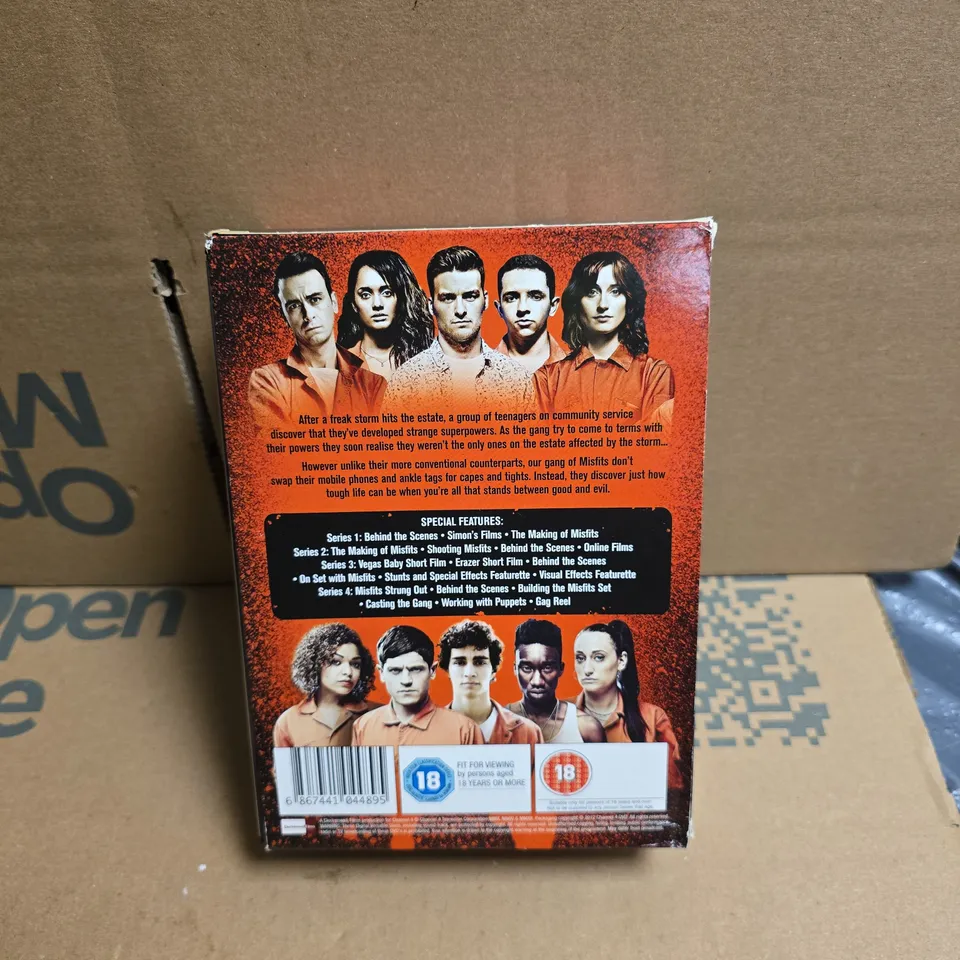 After a freak storm hits the estate, a group of teenagers on community service
discover that they've developed strange superpowers. As the gang try to come to terms with
their powers they soon realise they weren't the only ones on the estate affected by the storm...
However unlike their more conventional counterparts, our gang of Misfits don't
swap their mobile phones and ankle tags for capes and tights. Instead, they discover just how
tough life can be when you're all that stands between good and evil.
SPECIAL FEATURES:
Series 1: Behind the Scenes • Simon's Films • The Making of Misfits
Series 2: The Making of Misfits • Shooting Misfits • Behind the Scenes • Online Films
Series 3: Vegas Baby Short Film • Erazer Short Film • Behind the Scenes
• On Set with Misfits • Stunts and Special Effects Featurette • Visual Effects Featurette
Series 4: Misfits Strung Out • Behind the Scenes • Building the Misfits Set
• Casting the Gang • Working with Puppets • Gag Reel
6 867441 044895
18
FIT FOR VIEWING
by persons aged
18 YEARS OR MORE
18
open
e